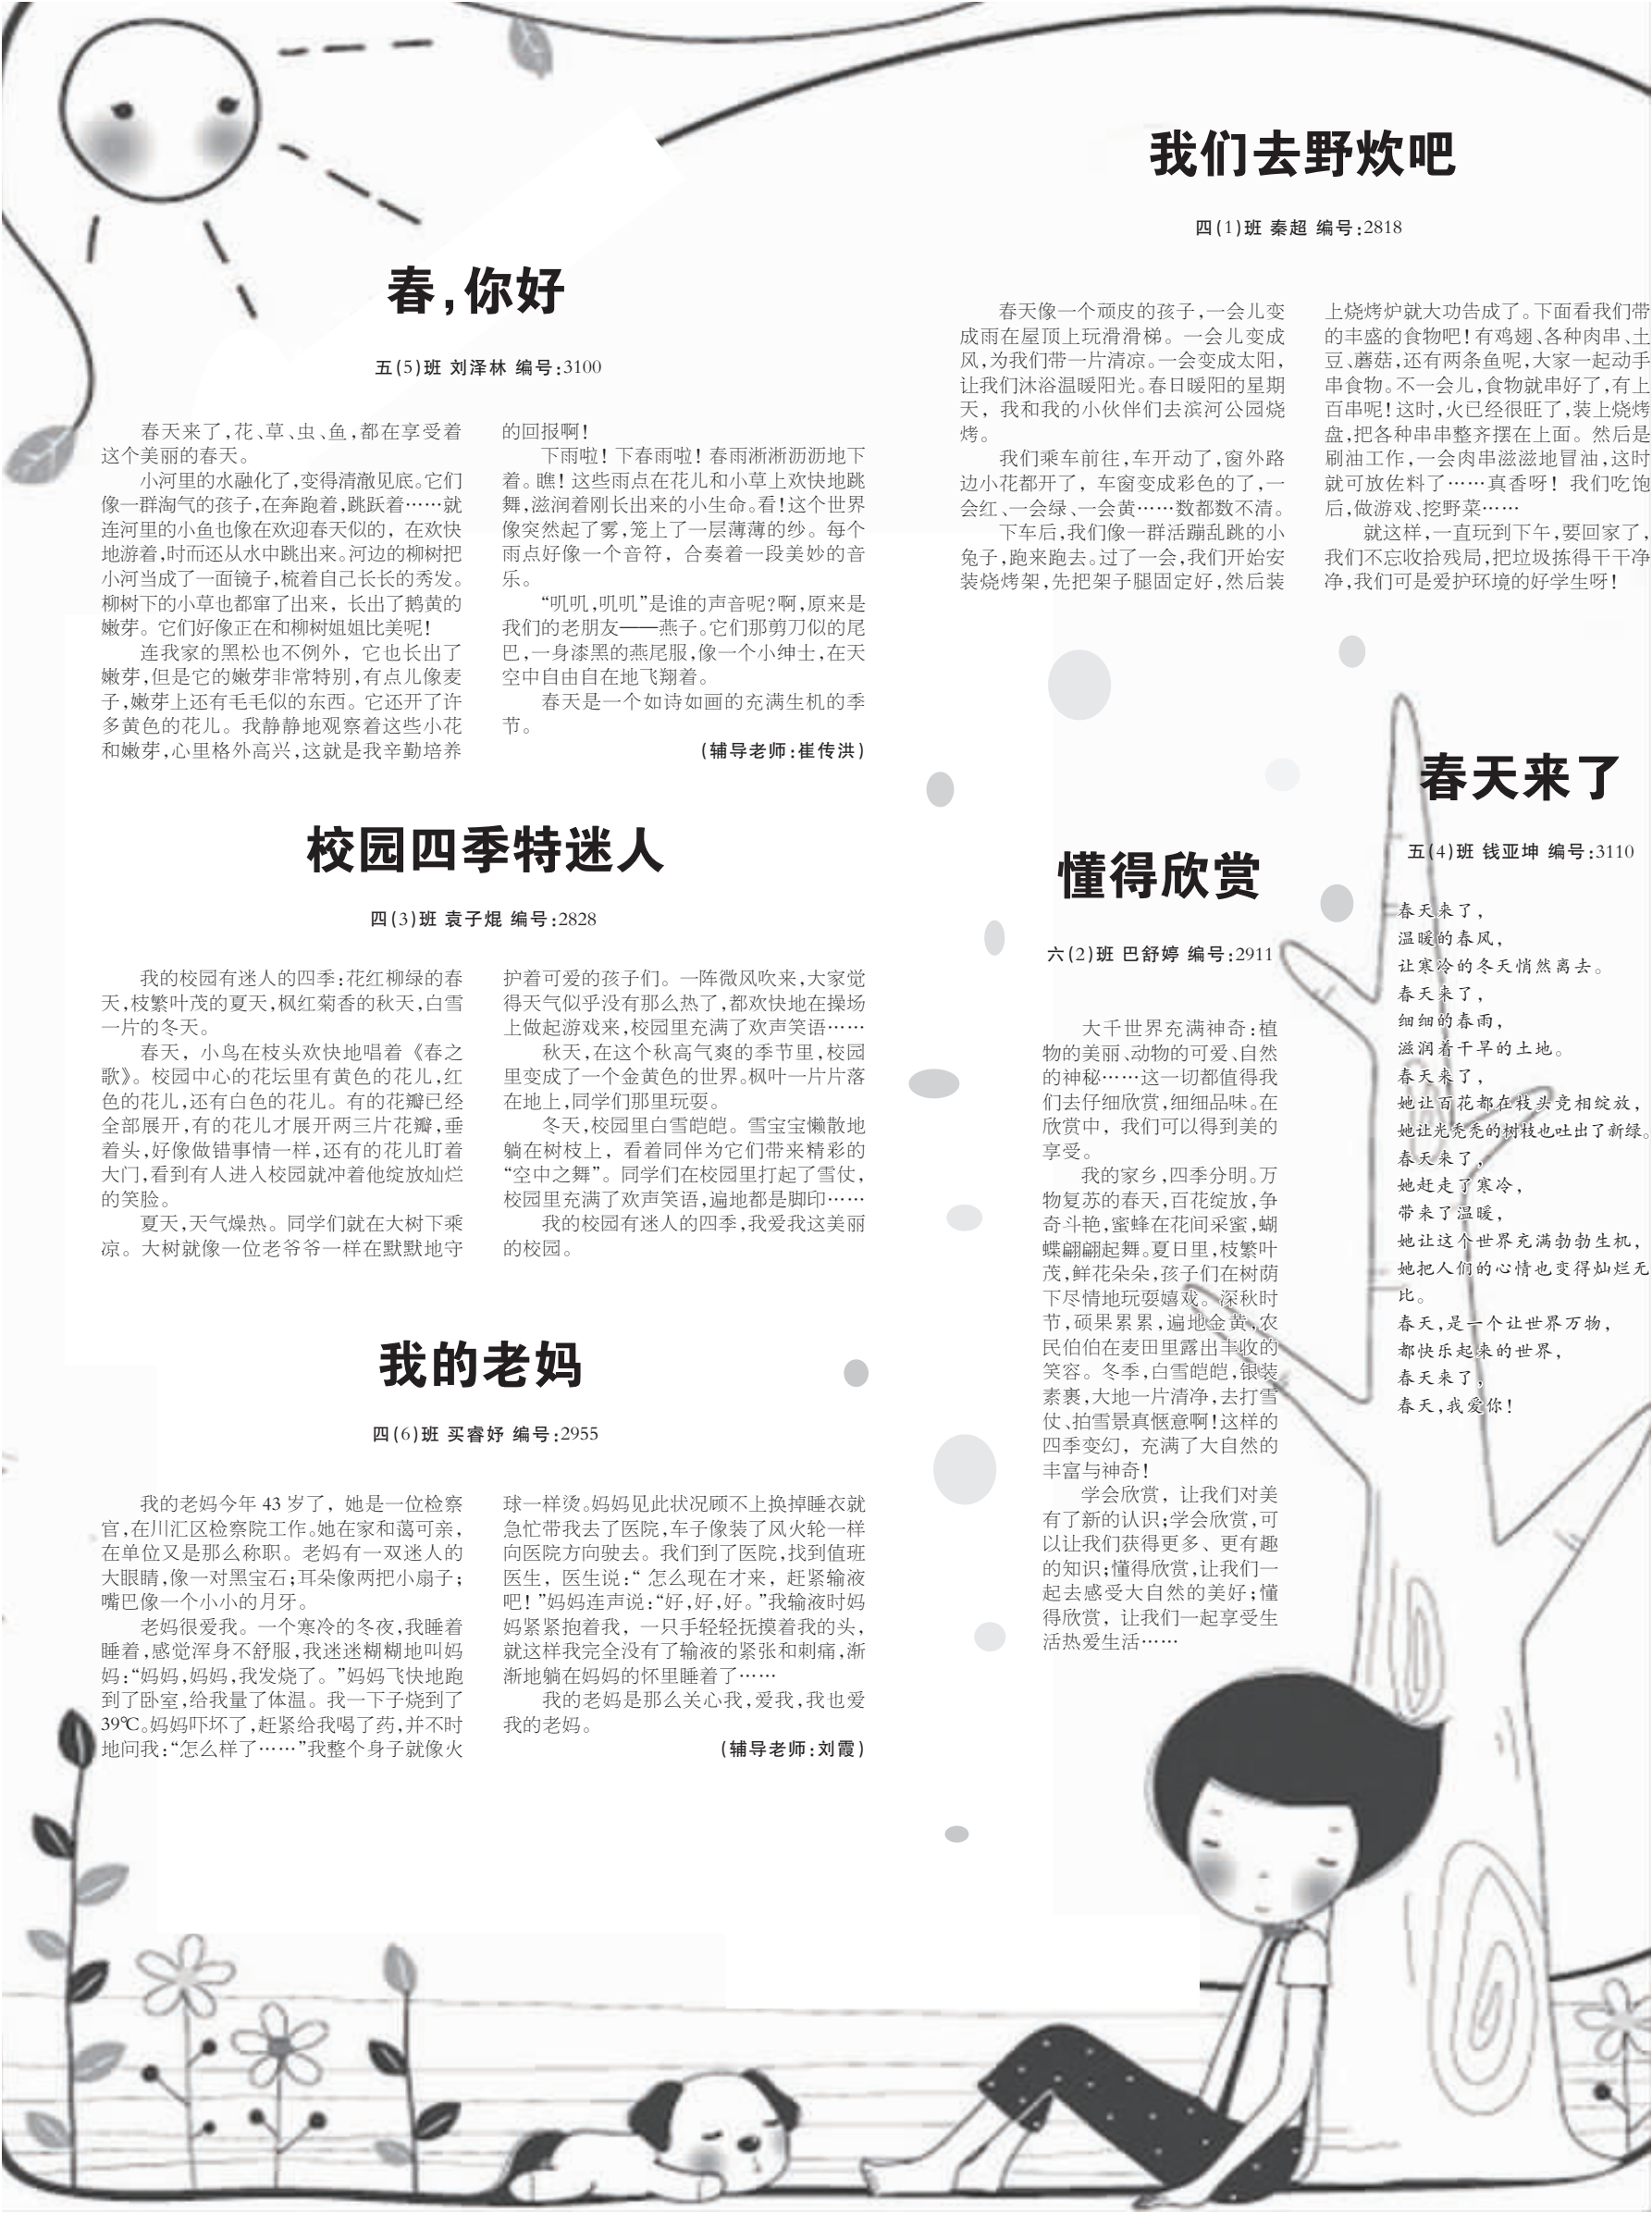 春,你好
五(5)班 刘泽林 编号:3100
春天来了,花、草、虫、鱼,都在享受着
这个美丽的春天。
小河里的水融化了,变得清澈见底。它们
像一群淘气的孩子,在奔跑着,跳跃着……就
连河里的小鱼也像在欢迎春天似的，在欢快
地游着,时而还从水中跳出来。河边的柳树把
小河当成了一面镜子,梳着自己长长的秀发。
柳树下的小草也都窜了出来，长出了鹅黄的
嫩芽。它们好像正在和柳树姐姐比美呢!
连我家的黑松也不例外，它也长出了
嫩芽,但是它的嫩芽非常特别,有点儿像麦
子,嫩芽上还有毛毛似的东西。它还开了许
多黄色的花儿。我静静地观察着这些小花
和嫩芽,心里格外高兴,这就是我辛勤培养
的回报啊!
下雨啦! 下春雨啦! 春雨淅淅沥沥地下
着。瞧! 这些雨点在花儿和小草上欢快地跳
舞,滋润着刚长出来的小生命。看!这个世界
像突然起了雾,笼上了一层薄薄的纱。每个
雨点好像一个音符，合奏着一段美妙的音
乐。
“叽叽,叽叽”是谁的声音呢?啊,原来是
我们的老朋友——燕子。它们那剪刀似的尾
巴,一身漆黑的燕尾服,像一个小绅士,在天
空中自由自在地飞翔着。
春天是一个如诗如画的充满生机的季
节。
(辅导老师:崔传洪)
校园四季特迷人
四(3)班 袁子焜 编号:2828
我的校园有迷人的四季:花红柳绿的春
天,枝繁叶茂的夏天,枫红菊香的秋天,白雪
一片的冬天。
春天，小鸟在枝头欢快地唱着《春之
歌》。校园中心的花坛里有黄色的花儿,红
色的花儿,还有白色的花儿。有的花瓣已经
全部展开,有的花儿才展开两三片花瓣,垂
着头,好像做错事情一样,还有的花儿盯着
大门,看到有人进入校园就冲着他绽放灿烂
的笑脸。
夏天,天气燥热。同学们就在大树下乘
凉。大树就像一位老爷爷一样在默默地守
护着可爱的孩子们。一阵微风吹来,大家觉
得天气似乎没有那么热了,都欢快地在操场
上做起游戏来,校园里充满了欢声笑语……
秋天,在这个秋高气爽的季节里,校园
里变成了一个金黄色的世界。枫叶一片片落
在地上,同学们那里玩耍。
冬天,校园里白雪皑皑。雪宝宝懒散地
躺在树枝上，看着同伴为它们带来精彩的
“空中之舞”。同学们在校园里打起了雪仗,
校园里充满了欢声笑语,遍地都是脚印……
我的校园有迷人的四季,我爱我这美丽
的校园。
我的老妈
四(6)班 买睿妤 编号:2955
我的老妈今年 43 岁了，她是一位检察
官,在川汇区检察院工作。她在家和蔼可亲,
在单位又是那么称职。老妈有一双迷人的
大眼睛,像一对黑宝石;耳朵像两把小扇子;
嘴巴像一个小小的月牙。
老妈很爱我。一个寒冷的冬夜,我睡着
睡着,感觉浑身不舒服,我迷迷糊糊地叫妈
妈:“妈妈,妈妈,我发烧了。”妈妈飞快地跑
到了卧室,给我量了体温。我一下子烧到了
39℃。妈妈吓坏了,赶紧给我喝了药,并不时
地问我:“怎么样了……”我整个身子就像火
球一样烫。妈妈见此状况顾不上换掉睡衣就
急忙带我去了医院,车子像装了风火轮一样
向医院方向驶去。我们到了医院,找到值班
医生，医生说:“ 怎么现在才来，赶紧输液
吧! ”妈妈连声说:“好,好,好。”我输液时妈
妈紧紧抱着我，一只手轻轻抚摸着我的头,
就这样我完全没有了输液的紧张和刺痛,渐
渐地躺在妈妈的怀里睡着了……
我的老妈是那么关心我,爱我,我也爱
我的老妈。
(辅导老师:刘霞)
我们去野炊吧
四(1)班 秦超 编号:2818
春天像一个顽皮的孩子,一会儿变
成雨在屋顶上玩滑滑梯。一会儿变成
风,为我们带一片清凉。一会变成太阳,
让我们沐浴温暖阳光。春日暖阳的星期
天，我和我的小伙伴们去滨河公园烧
烤。
我们乘车前往,车开动了,窗外路
边小花都开了，车窗变成彩色的了,一
会红、一会绿、一会黄……数都数不清。
下车后,我们像一群活蹦乱跳的小
兔子,跑来跑去。过了一会,我们开始安
装烧烤架,先把架子腿固定好,然后装
上烧烤炉就大功告成了。下面看我们带
的丰盛的食物吧! 有鸡翅、各种肉串、土
豆、蘑菇,还有两条鱼呢,大家一起动手
串食物。不一会儿,食物就串好了,有上
百串呢! 这时,火已经很旺了,装上烧烤
盘,把各种串串整齐摆在上面。然后是
刷油工作,一会肉串滋滋地冒油,这时
就可放佐料了……真香呀! 我们吃饱
后,做游戏、挖野菜……
就这样,一直玩到下午,要回家了,
我们不忘收拾残局,把垃圾拣得干干净
净,我们可是爱护环境的好学生呀!
懂得欣赏
六(2)班 巴舒婷 编号:2911
大千世界充满神奇:植
物的美丽、动物的可爱、自然
的神秘……这一切都值得我
们去仔细欣赏,细细品味。在
欣赏中，我们可以得到美的
享受。
我的家乡,四季分明。万
物复苏的春天,百花绽放,争
奇斗艳,蜜蜂在花间采蜜,蝴
蝶翩翩起舞。夏日里,枝繁叶
茂,鲜花朵朵,孩子们在树荫
下尽情地玩耍嬉戏。深秋时
节,硕果累累,遍地金黄,农
民伯伯在麦田里露出丰收的
笑容。冬季,白雪皑皑,银装
素裹,大地一片清净,去打雪
仗、拍雪景真惬意啊!这样的
四季变幻，充满了大自然的
丰富与神奇!
学会欣赏，让我们对美
有了新的认识;学会欣赏,可
以让我们获得更多、更有趣
的知识;懂得欣赏,让我们一
起去感受大自然的美好;懂
得欣赏，让我们一起享受生
活热爱生活……
春天来了
五(4)班 钱亚坤 编号:3110
春天来了,
温暖的春风,
让寒冷的冬天悄然离去。
春天来了,
细细的春雨,
滋润着干旱的土地。
春天来了,
她让百花都在枝头竞相绽放,
她让光秃秃的树枝也吐出了新绿。
春天来了,
她赶走了寒冷,
带来了温暖,
她让这个世界充满勃勃生机,
她把人们的心情也变得灿烂无
比。
春天,是一个让世界万物,
都快乐起来的世界,
春天来了,
春天,我爱你!